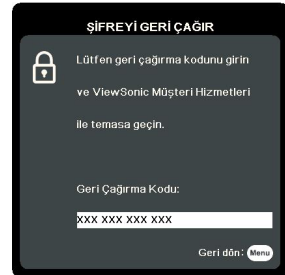 ŞİFREYİ GERİ ÇAĞIR
Lütfen geri çağırma kodunu girin
ve ViewSonic Müşteri Hizmetleri
ile temasa geçin.
Geri Çağırma Kodu:
xxx xxx xxx xxx
Geri dön: Menu